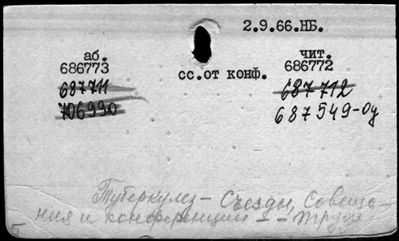 2.9.66.НБ.
аб. чит.
686773 686772
сс.от конф.
687711 687712
706990 687549-Од
Туберкулез - Съезды, Совеща-
ния и конференции - - труды